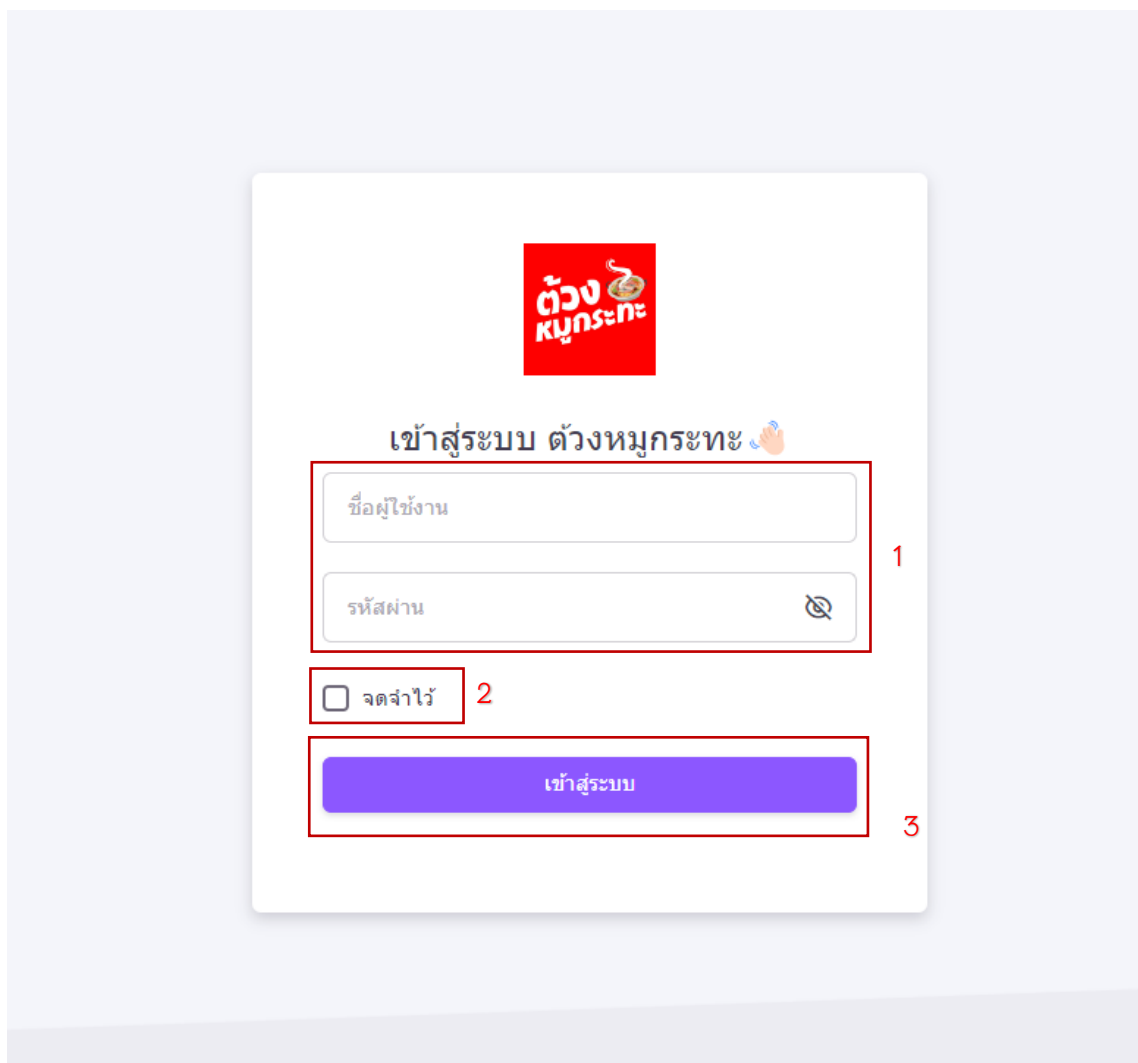 ต้วง
หมูกระทะ
เข้าสู่ระบบ ต้วงหมูกระทะ
ชื่อผู้ใช้งาน
1
รหัสผ่าน
จดจำไว้
2
เข้าสู่ระบบ
3